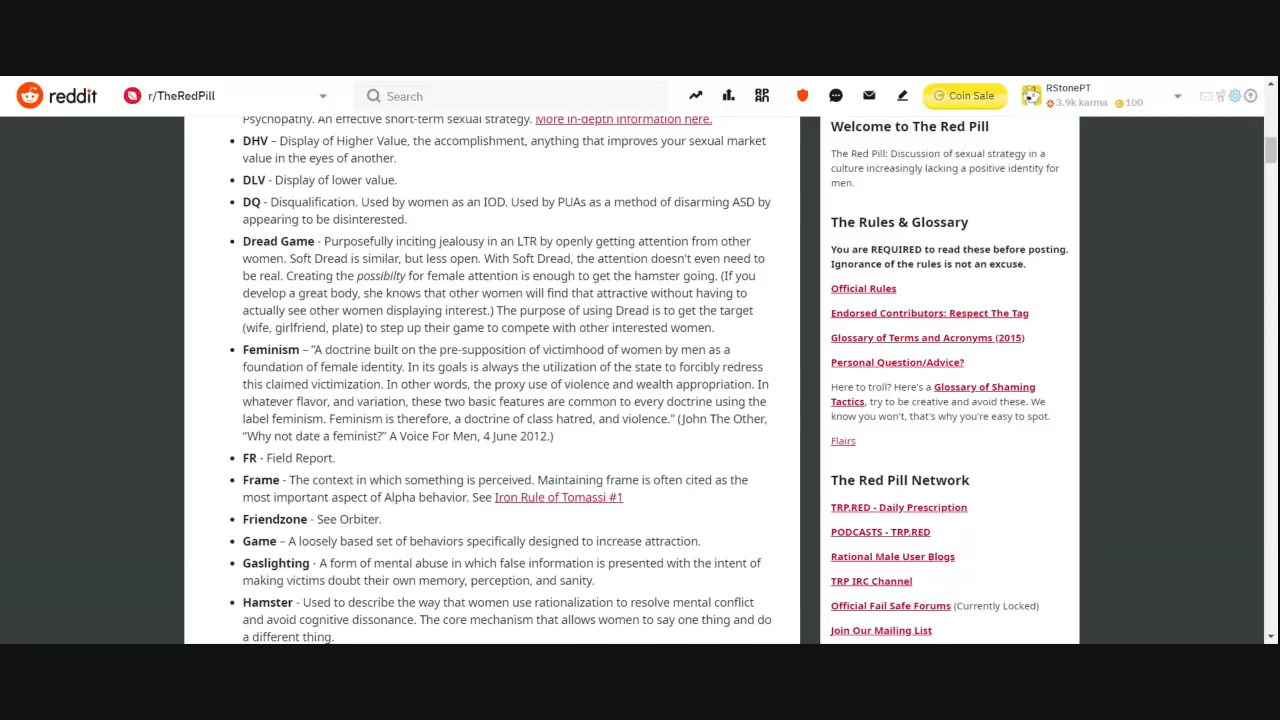 reddit
r/TheRedPill
Search
Coin Sale
RStonePT
3.9k karma 100
Psychopathy. An effective short-term sexual strategy. More in-depth information here.
DHV – Display of Higher Value, the accomplishment, anything that improves your sexual market
value in the eyes of another.
DLV - Display of lower value.
DQ - Disqualification. Used by women as an IOD. Used by PUAs as a method of disarming ASD by
appearing to be disinterested.
Dread Game - Purposefully inciting jealousy in an LTR by openly getting attention from other
women. Soft Dread is similar, but less open. With Soft Dread, the attention doesn't even need to
be real. Creating the possibilty for female attention is enough to get the hamster going. (If you
develop a great body, she knows that other women will find that attractive without having to
actually see other women displaying interest.) The purpose of using Dread is to get the target
(wife, girlfriend, plate) to step up their game to compete with other interested women.
Feminism – “A doctrine built on the pre-supposition of victimhood of women by men as a
foundation of female identity. In its goals is always the utilization of the state to forcibly redress
this claimed victimization. In other words, the proxy use of violence and wealth appropriation. In
whatever flavor, and variation, these two basic features are common to every doctrine using the
label feminism. Feminism is therefore, a doctrine of class hatred, and violence.” (John The Other,
“Why not date a feminist?” A Voice For Men, 4 June 2012.)
FR - Field Report.
Frame - The context in which something is perceived. Maintaining frame is often cited as the
most important aspect of Alpha behavior. See Iron Rule of Tomassi #1
Friendzone - See Orbiter.
Game – A loosely based set of behaviors specifically designed to increase attraction.
Gaslighting - A form of mental abuse in which false information is presented with the intent of
making victims doubt their own memory, perception, and sanity.
Hamster - Used to describe the way that women use rationalization to resolve mental conflict
and avoid cognitive dissonance. The core mechanism that allows women to say one thing and do
a different thing.
Welcome to The Red Pill
The Red Pill: Discussion of sexual strategy in a
culture increasingly lacking a positive identity for
men.
The Rules & Glossary
You are REQUIRED to read these before posting.
Ignorance of the rules is not an excuse.
Official Rules
Endorsed Contributors: Respect The Tag
Glossary of Terms and Acronyms (2015)
Personal Question/Advice?
Here to troll? Here's a Glossary of Shaming
Tactics, try to be creative and avoid these. We
know you won't, that's why you're easy to spot.
Flairs
The Red Pill Network
TRP.RED - Daily Prescription
PODCASTS - TRP.RED
Rational Male User Blogs
TRP IRC Channel
Official Fail Safe Forums (Currently Locked)
Join Our Mailing List